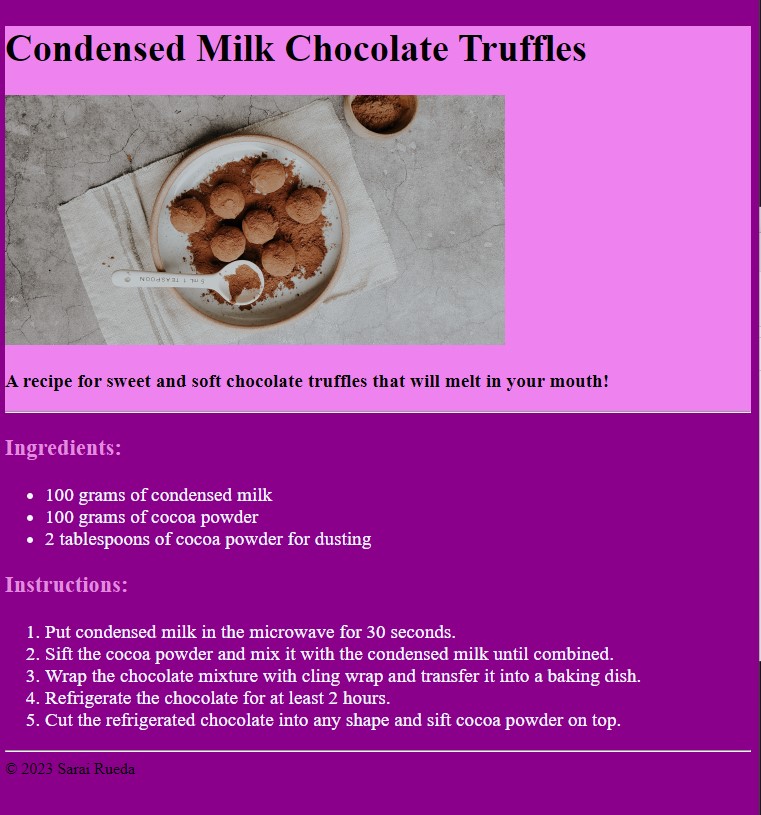 Condensed Milk Chocolate Truffles
5 mL 1 TEASPOON
A recipe for sweet and soft chocolate truffles that will melt in your mouth!
Ingredients:
• 100 grams of condensed milk
• 100 grams of cocoa powder
• 2 tablespoons of cocoa powder for dusting
Instructions:
1. Put condensed milk in the microwave for 30 seconds.
2. Sift the cocoa powder and mix it with the condensed milk until combined.
3. Wrap the chocolate mixture with cling wrap and transfer it into a baking dish.
4. Refrigerate the chocolate for at least 2 hours.
5. Cut the refrigerated chocolate into any shape and sift cocoa powder on top.
© 2023 Sarai Rueda